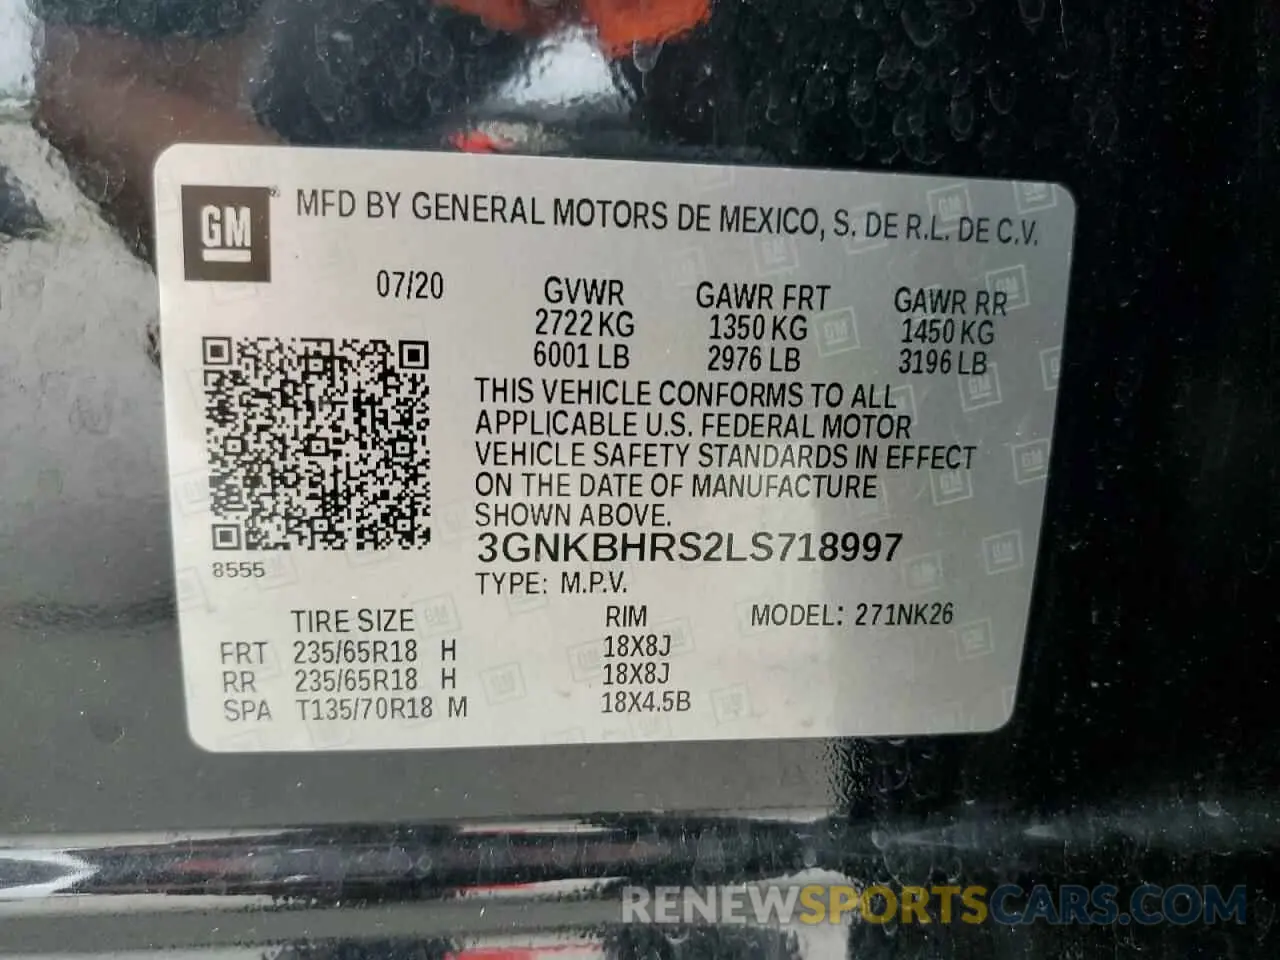 GM ® MFD BY GENERAL MOTORS DE MEXICO, S. DE R.L. DE C.V.
07/20 GVWR GAWR FRT GAWR RR
2722 KG 1350 KG 1450 KG
6001 LB 2976 LB 3196 LB
THIS VEHICLE CONFORMS TO ALL
APPLICABLE U.S. FEDERAL MOTOR
VEHICLE SAFETY STANDARDS IN EFFECT
ON THE DATE OF MANUFACTURE
SHOWN ABOVE.
3GNKBHRS2LS718997
8555
TYPE: M.P.V.
TIRE SIZE RIM MODEL: 271NK26
FRT 235/65R18 H 18X8J
RR 235/65R18 H 18X8J
SPA T135/70R18 M 18X4.5B
RENEWSPORTSCARS.COM